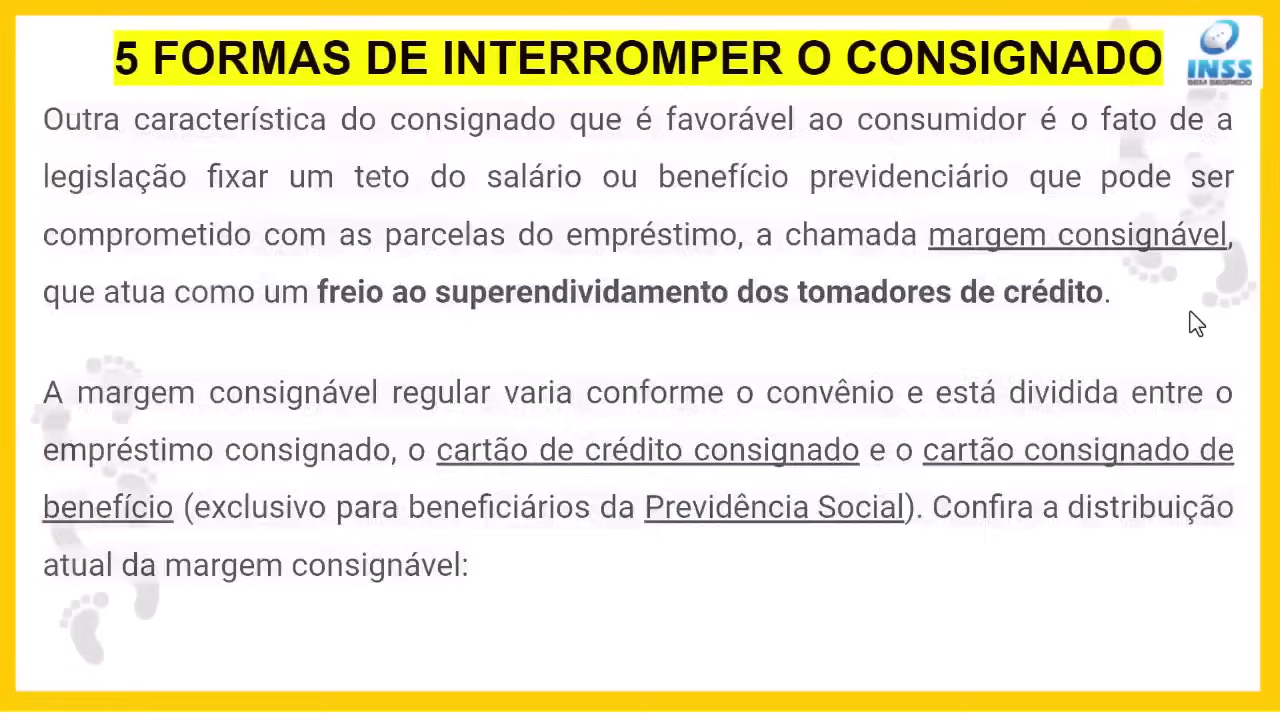 5 FORMAS DE INTERROMPER O CONSIGNADO
INSS
SEM SEGREDO
Outra característica do consignado que é favorável ao consumidor é o fato de a
legislação fixar um teto do salário ou benefício previdenciário que pode ser
comprometido com as parcelas do empréstimo, a chamada margem consignável,
que atua como um freio ao superendividamento dos tomadores de crédito.
A margem consignável regular varia conforme o convênio e está dividida entre o
empréstimo consignado, o cartão de crédito consignado e o cartão consignado de
benefício (exclusivo para beneficiários da Previdência Social). Confira a distribuição
atual da margem consignável: